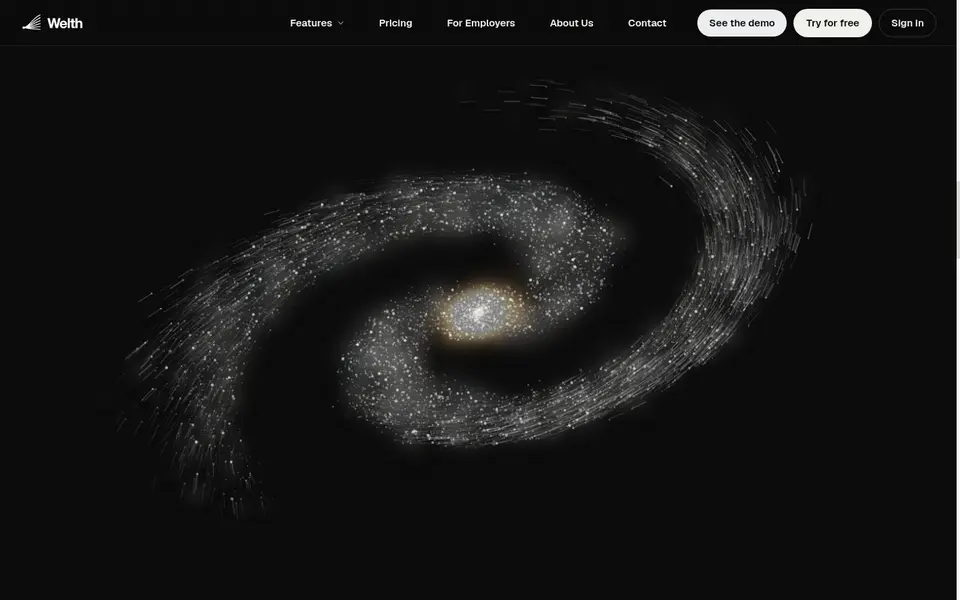 Welth
Features
Pricing
For Employers
About Us
Contact
See the demo
Try for free
Sign in